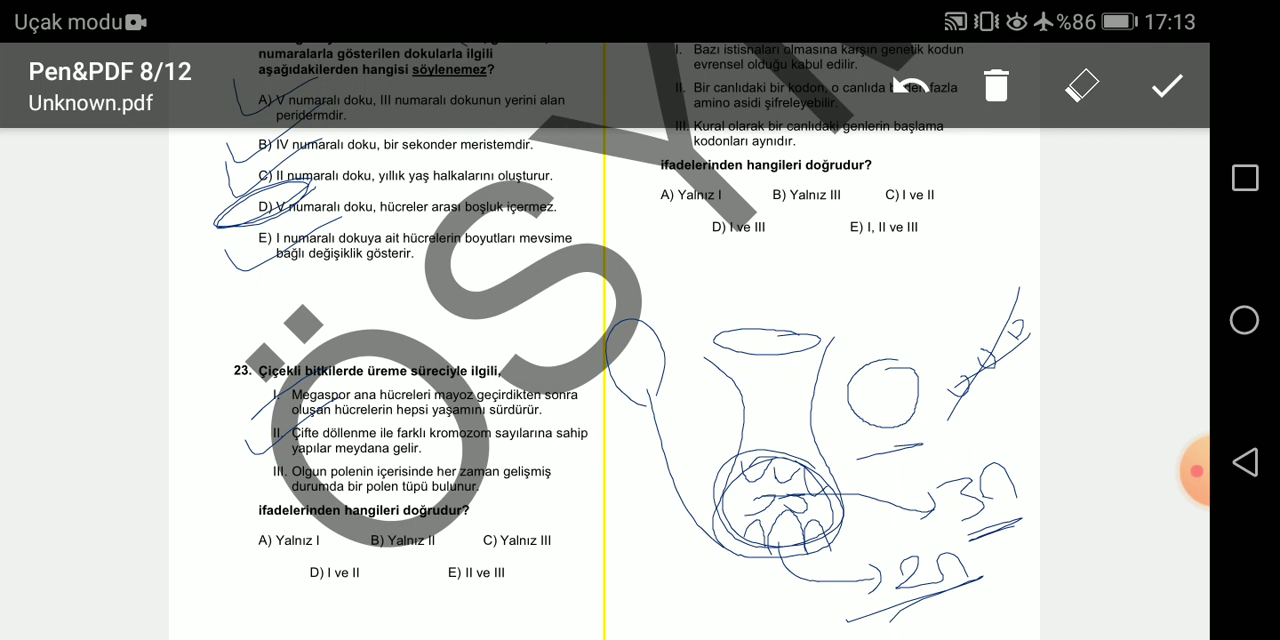 Uçak modu
%86
17:13
Pen&PDF 8/12
Unknown.pdf
numaralarla gösterilen dokularla ilgili
aşağıdakilerden hangisi söylenemez?
A) V numaralı doku, III numaralı dokunun yerini alan
peridermdir.
B) IV numaralı doku, bir sekonder meristemdir.
C) II numaralı doku, yıllık yaş halkalarını oluşturur.
D) V numaralı doku, hücreler arası boşluk içermez.
E) I numaralı dokuya ait hücrelerin boyutları mevsime
bağlı değişiklik gösterir.
23. Çiçekli bitkilerde üreme süreciyle ilgili,
I. Megaspor ana hücreleri mayoz geçirdikten sonra
oluşan hücrelerin hepsi yaşamını sürdürür.
II. Çifte döllenme ile farklı kromozom sayılarına sahip
yapılar meydana gelir.
III. Olgun polenin içerisinde her zaman gelişmiş
durumda bir polen tüpü bulunur.
ifadelerinden hangileri doğrudur?
A) Yalnız I B) Yalnız II C) Yalnız III
D) I ve II E) II ve III
I. Bazı istisnaları olmasına karşın genetik kodun
evrensel olduğu kabul edilir.
II. Bir canlıdaki bir kodon, o canlıda birden fazla
amino asidi şifreleyebilir.
III. Kural olarak bir canlıdaki genlerin başlama
kodonları aynıdır.
ifadelerinden hangileri doğrudur?
A) Yalnız I B) Yalnız III C) I ve II
D) I ve III E) I, II ve III
3n
2n
ÖSYM